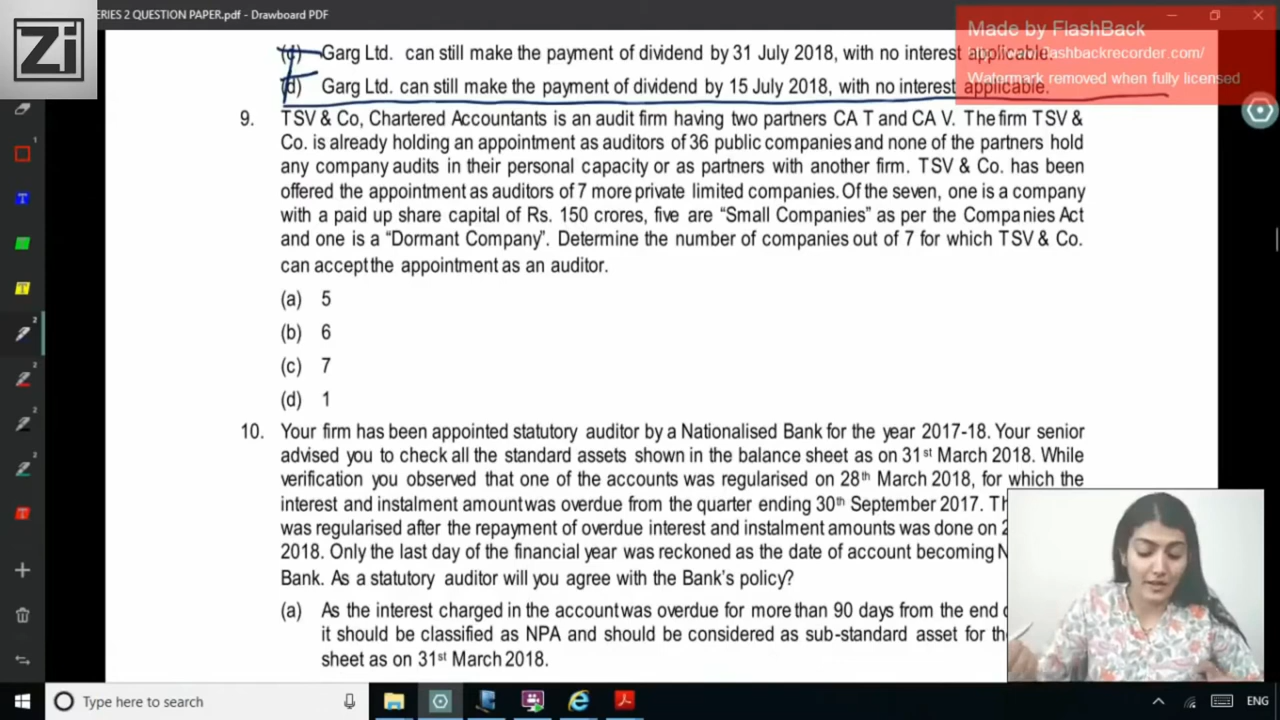 ERIES 2 QUESTION PAPER.pdf - Drawboard PDF
Zi
Made by FlashBack
Watermark removed when fully licensed
(c) Garg Ltd. can still make the payment of dividend by 31 July 2018, with no interest applicable.
(d) Garg Ltd. can still make the payment of dividend by 15 July 2018, with no interest applicable.
9. TSV & Co, Chartered Accountants is an audit firm having two partners CA T and CA V. The firm TSV &
Co. is already holding an appointment as auditors of 36 public companies and none of the partners hold
any company audits in their personal capacity or as partners with another firm. TSV & Co. has been
offered the appointment as auditors of 7 more private limited companies. Of the seven, one is a company
with a paid up share capital of Rs. 150 crores, five are “Small Companies” as per the Companies Act
and one is a “Dormant Company”. Determine the number of companies out of 7 for which TSV & Co.
can accept the appointment as an auditor.
(a) 5
(b) 6
(c) 7
(d) 1
10. Your firm has been appointed statutory auditor by a Nationalised Bank for the year 2017-18. Your senior
advised you to check all the standard assets shown in the balance sheet as on 31st March 2018. While
verification you observed that one of the accounts was regularised on 28th March 2018, for which the
interest and instalment amount was overdue from the quarter ending 30th September 2017.
was regularised after the repayment of overdue interest and instalment amounts was done on
2018. Only the last day of the financial year was reckoned as the date of account becoming
Bank. As a statutory auditor will you agree with the Bank’s policy?
(a) As the interest charged in the account was overdue for more than 90 days from the end
it should be classified as NPA and should be considered as sub-standard asset for
sheet as on 31st March 2018.
Type here to search
ENG